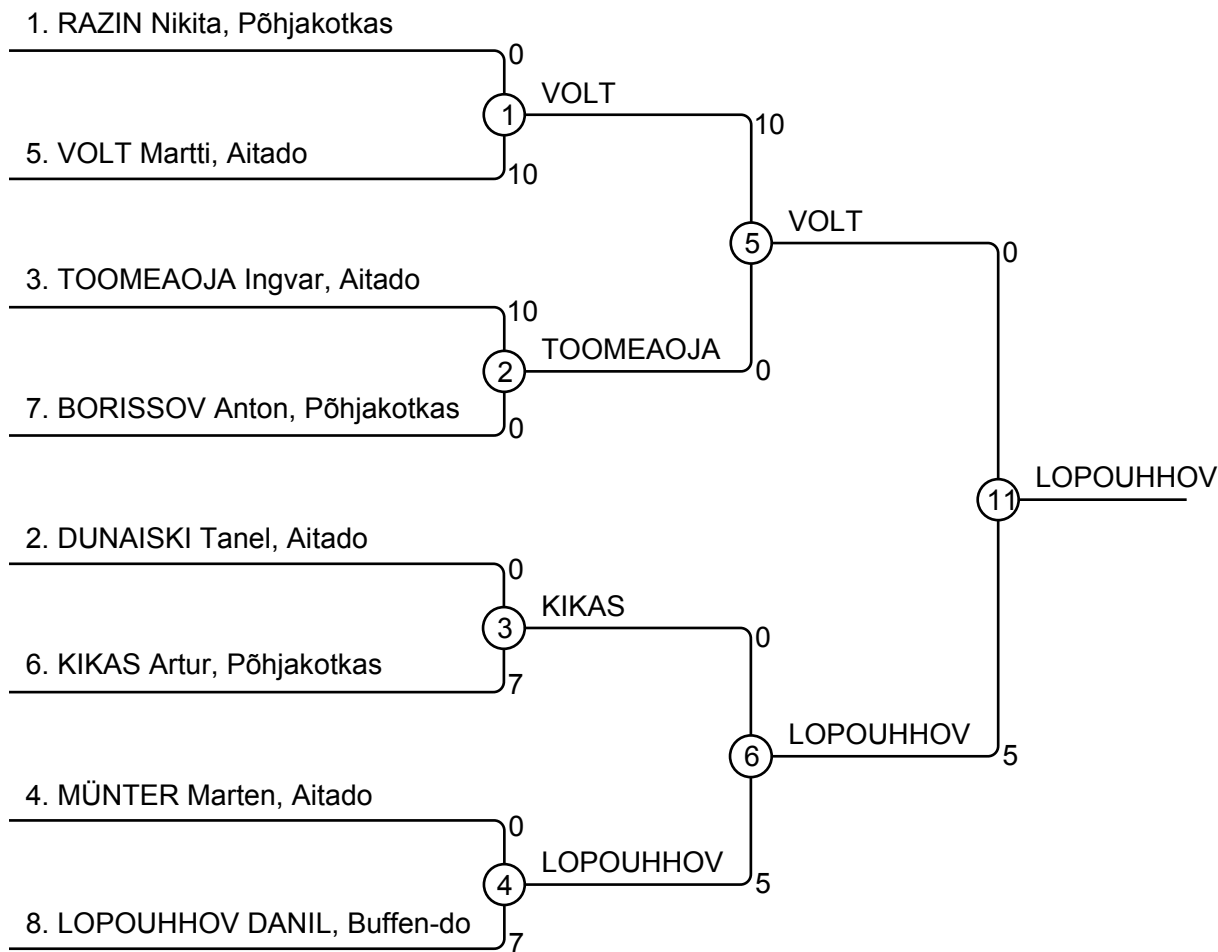 1. RAZIN Nikita, Põhjakotkas
0
VOLT
1
10
5. VOLT Martti, Aitado
10
VOLT
5
0
3. TOOMEAOJA Ingvar, Aitado
10
TOOMEAOJA
2
0
7. BORISSOV Anton, Põhjakotkas
0
LOPOUHHOV
11
2. DUNAISKI Tanel, Aitado
0
KIKAS
3
0
6. KIKAS Artur, Põhjakotkas
7
LOPOUHHOV
6
5
4. MÜNTER Marten, Aitado
0
LOPOUHHOV
4
5
8. LOPOUHHOV DANIL, Buffen-do
7